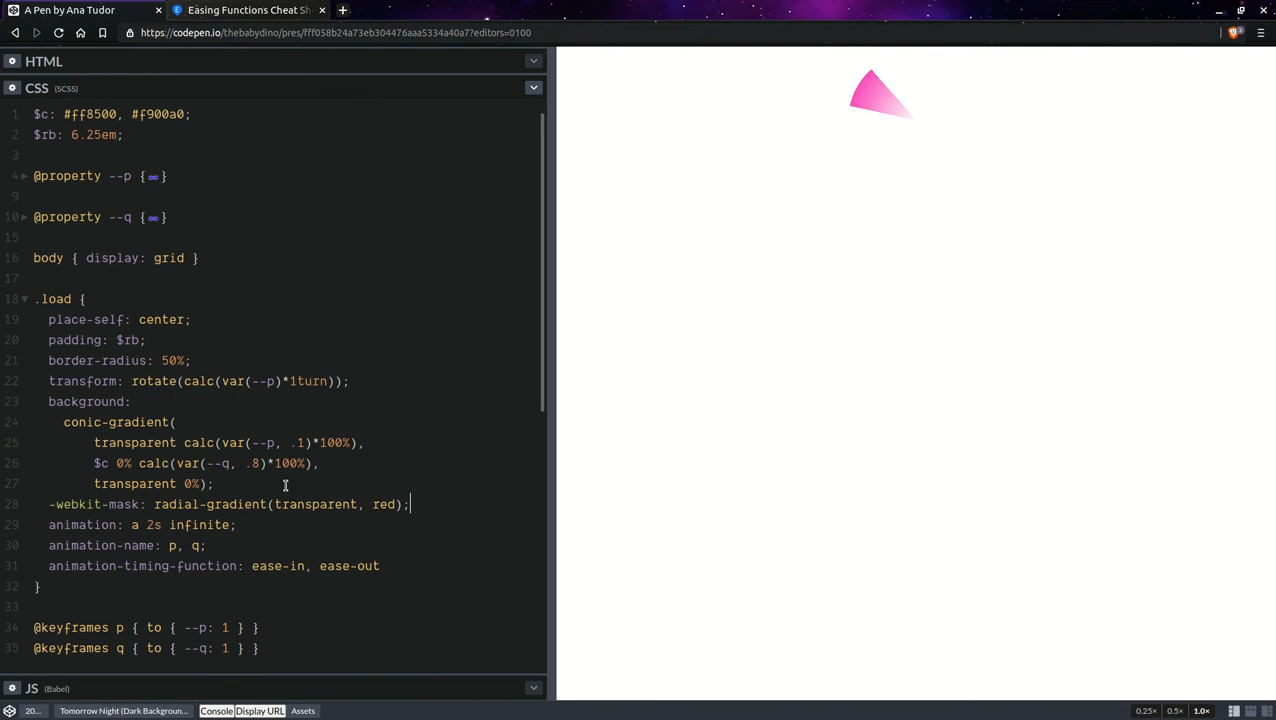 A Pen by Ana Tudor
Easing Functions Cheat Sh
https://codepen.io/thebabydino/pres/fff058b24a73eb304476aaa5334a40a7?editors=0100
2
HTML
CSS (SCSS)
1 $c: #ff8500, #f900a0;
2 $rb: 6.25em;
3
4 @property --p {}
9
10 @property --q {}
15
16 body { display: grid }
17
18 .load {
19 place-self: center;
20 padding: $rb;
21 border-radius: 50%;
22 transform: rotate(calc(var(--p)*1turn));
23 background:
24 conic-gradient(
25 transparent calc(var(--p, .1)*100%),
26 $c 0% calc(var(--q, .8)*100%),
27 transparent 0%);
28 -webkit-mask: radial-gradient(transparent, red);
29 animation: a 2s infinite;
30 animation-name: p, q;
31 animation-timing-function: ease-in, ease-out
32 }
33
34 @keyframes p { to { --p: 1 } }
35 @keyframes q { to { --q: 1 } }
JS (Babel)
20... Tomorrow Night (Dark Backgroun... Console Display URL Assets 0.25× 0.5× 1.0×